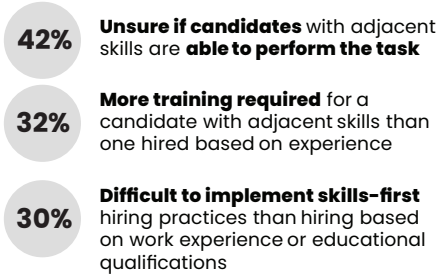 42%
Unsure if candidates with adjacent
skills are able to perform the task
32%
More training required for a
candidate with adjacent skills than
one hired based on experience
30%
Difficult to implement skills-first
hiring practices than hiring based
on work experience or educational
qualifications